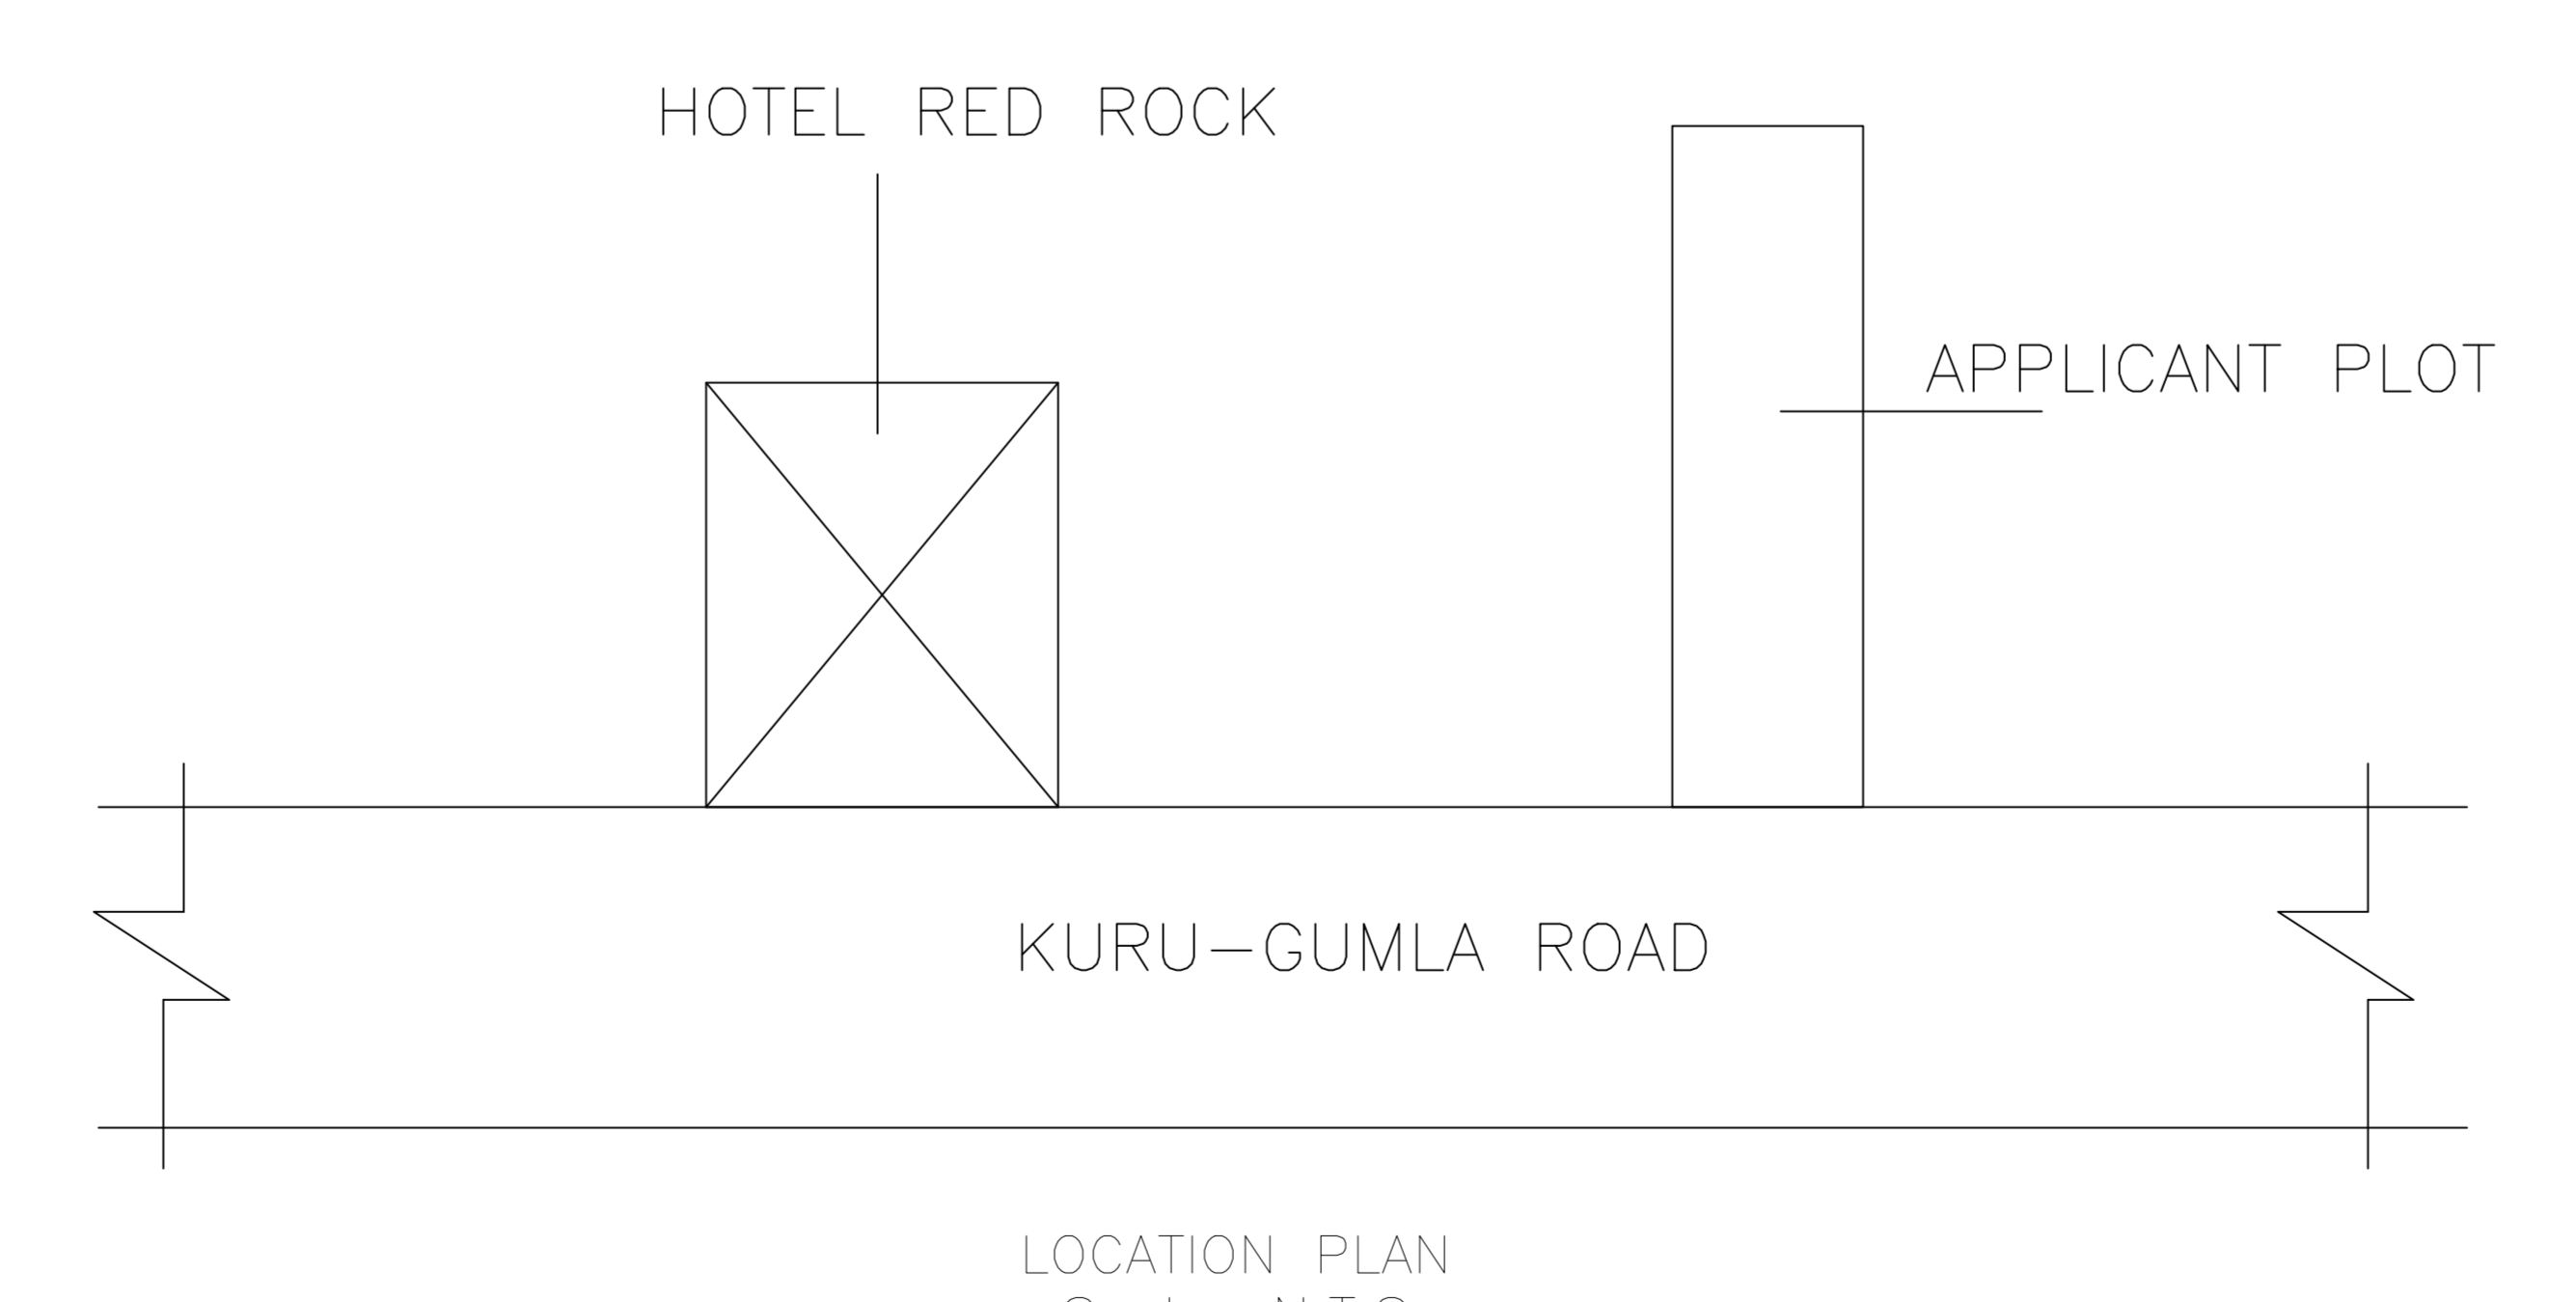 HOTEL RED ROCK
APPLICANT PLOT
KURU-GUMLA ROAD
LOCATION PLAN